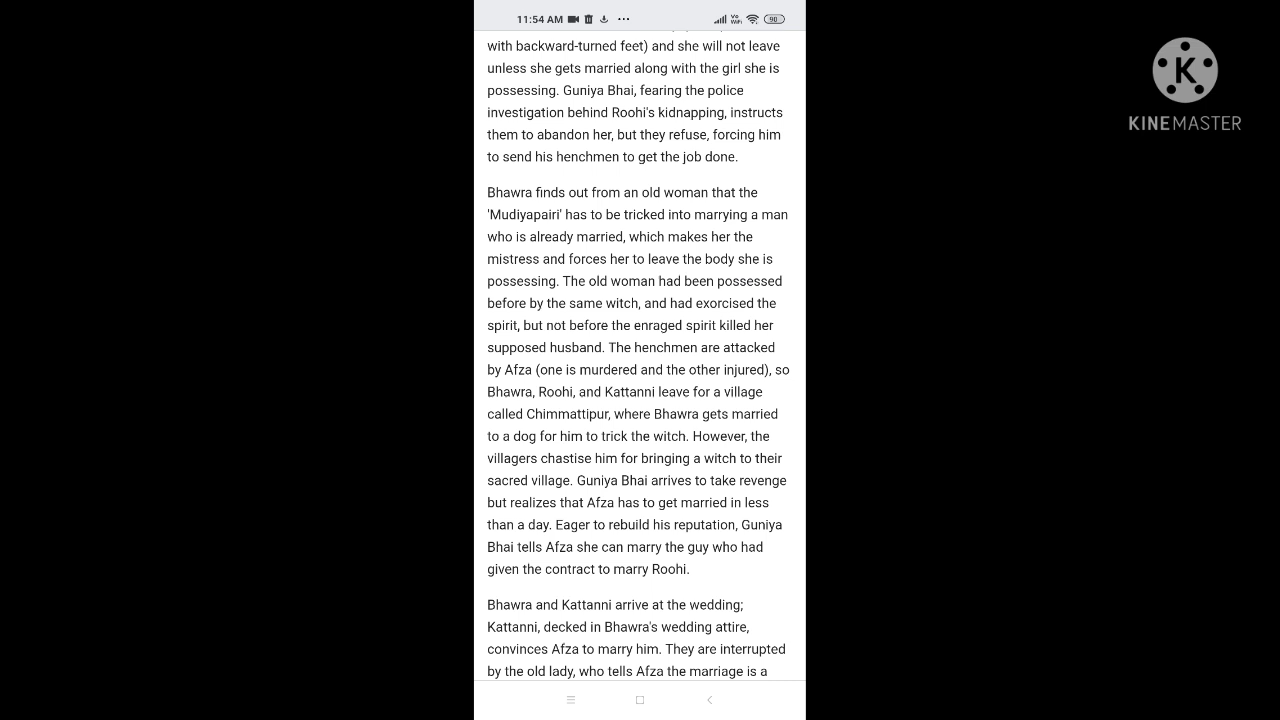 11:54 AM
Vo
WiFi
90
with backward-turned feet) and she will not leave
unless she gets married along with the girl she is
possessing. Guniya Bhai, fearing the police
investigation behind Roohi's kidnapping, instructs
them to abandon her, but they refuse, forcing him
to send his henchmen to get the job done.
Bhawra finds out from an old woman that the
'Mudiyapairi' has to be tricked into marrying a man
who is already married, which makes her the
mistress and forces her to leave the body she is
possessing. The old woman had been possessed
before by the same witch, and had exorcised the
spirit, but not before the enraged spirit killed her
supposed husband. The henchmen are attacked
by Afza (one is murdered and the other injured), so
Bhawra, Roohi, and Kattanni leave for a village
called Chimmattipur, where Bhawra gets married
to a dog for him to trick the witch. However, the
villagers chastise him for bringing a witch to their
sacred village. Guniya Bhai arrives to take revenge
but realizes that Afza has to get married in less
than a day. Eager to rebuild his reputation, Guniya
Bhai tells Afza she can marry the guy who had
given the contract to marry Roohi.
Bhawra and Kattanni arrive at the wedding;
Kattanni, decked in Bhawra's wedding attire,
convinces Afza to marry him. They are interrupted
by the old lady, who tells Afza the marriage is a
K
KINEMASTER